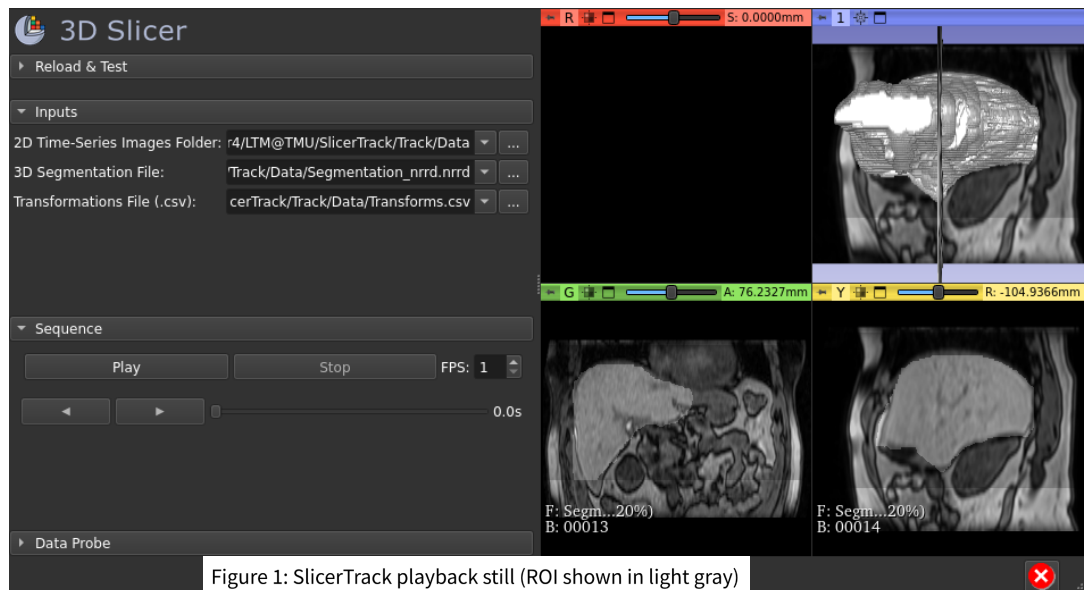 3D Slicer
Reload & Test
Inputs
2D Time-Series Images Folder: r4/LTM@TMU/SlicerTrack/Track/Data ...
3D Segmentation File: /Track/Data/Segmentation_nrrd.nrrd ...
Transformations File (.csv): cerTrack/Track/Data/Transforms.csv ...
Sequence
Play Stop FPS: 1
0.0s
Data Probe
R S: 0.0000mm
1
G A: 76.2327mm
F: Segm...20%)
B: 00013
Y R: -104.9366mm
F: Segm...20%)
B: 00014
Figure 1: SlicerTrack playback still (ROI shown in light gray)